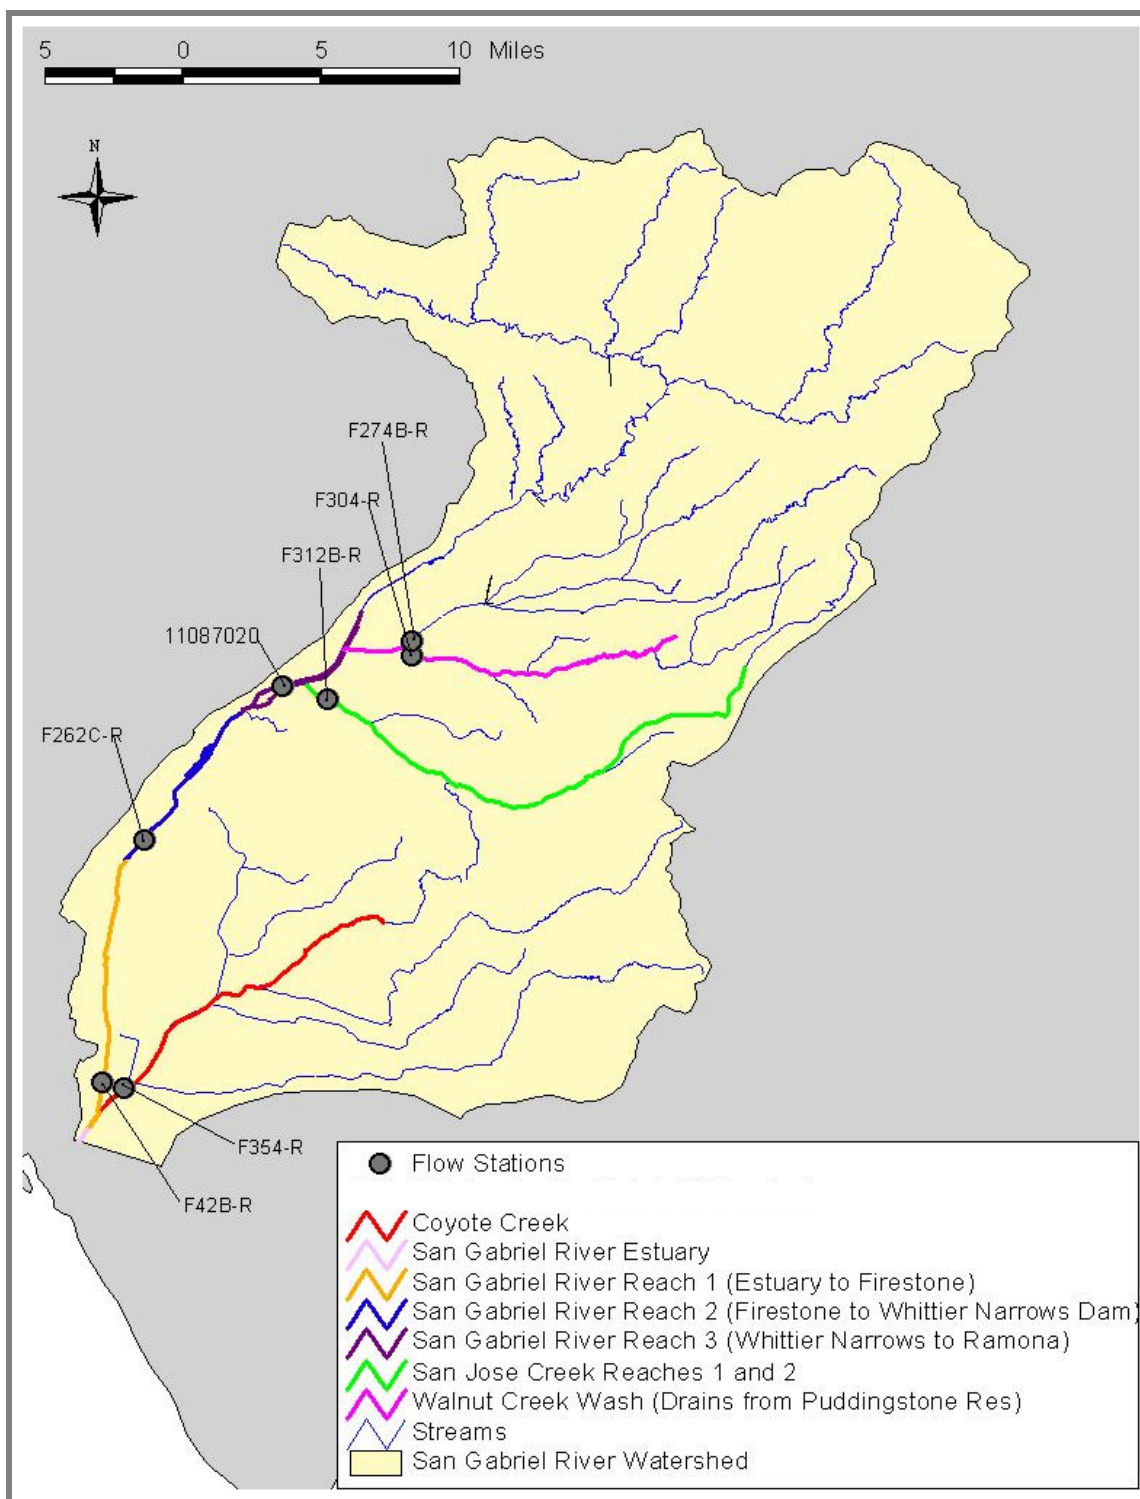 5 0 5 10 Miles
N
F274B-R
F304-R
F312B-R
11087020
F262C-R
F354-R
F42B-R
Flow Stations
Coyote Creek
San Gabriel River Estuary
San Gabriel River Reach 1 (Estuary to Firestone)
San Gabriel River Reach 2 (Firestone to Whittier Narrows Dam)
San Gabriel River Reach 3 (Whittier Narrows to Ramona)
San Jose Creek Reaches 1 and 2
Walnut Creek Wash (Drains from Puddingstone Res)
Streams
San Gabriel River Watershed